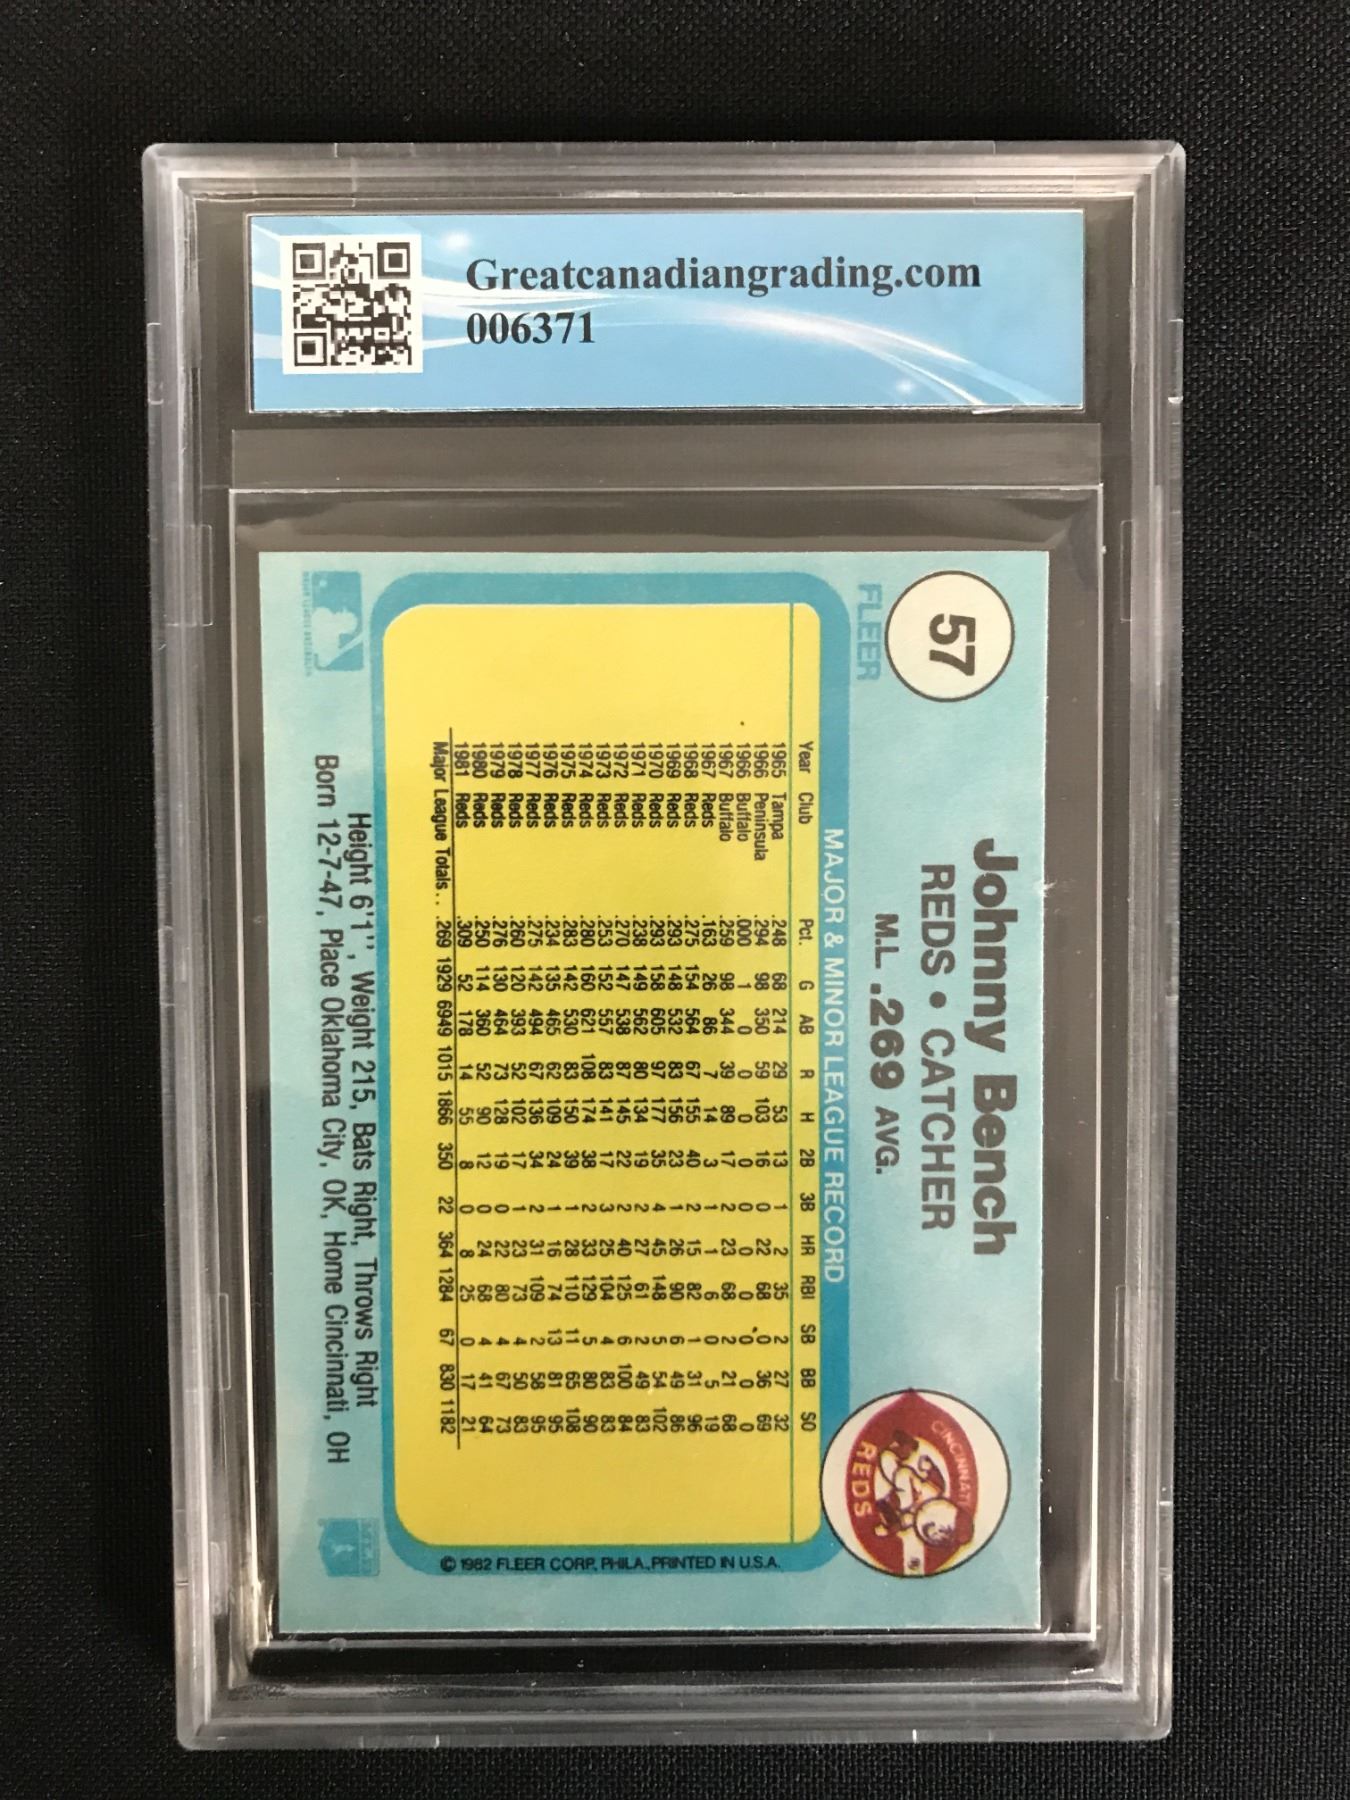 Greatcanadiangrading.com
006371
57
FLEER
Johnny Bench
REDS • CATCHER
M.L. .269 AVG.
CINCINNATI
REDS
®
MAJOR & MINOR LEAGUE RECORD
Year Club Pct. G AB R H 2B 3B HR RBI SB BB SO
1965 Tampa .248 68 214 29 53 13 1 2 35 2 27 32
1966 Peninsula .294 98 350 59 103 16 0 22 68 0 36 69
1966 Buffalo .000 1 0 0 0 0 0 0 0 0 0 0
1967 Buffalo .259 98 344 39 89 17 2 23 68 2 21 68
1967 Reds .163 26 86 7 14 3 1 1 6 0 5 19
1968 Reds .275 154 564 67 155 40 2 15 82 1 31 96
1969 Reds .293 148 532 83 156 23 1 26 90 6 49 86
1970 Reds .293 158 605 97 177 35 4 45 148 5 54 102
1971 Reds .238 149 562 80 134 19 2 27 61 2 49 83
1972 Reds .270 147 538 87 145 22 2 40 125 6 100 84
1973 Reds .253 152 557 83 141 17 3 25 104 4 83 83
1974 Reds .280 160 621 108 174 38 2 33 129 5 80 90
1975 Reds .283 142 530 83 150 39 1 28 110 11 65 108
1976 Reds .234 135 465 62 109 24 1 16 74 13 81 95
1977 Reds .275 142 494 67 136 34 2 31 109 2 58 95
1978 Reds .260 120 393 52 102 17 1 23 73 4 50 83
1979 Reds .276 130 464 73 128 19 0 22 80 4 67 73
1980 Reds .250 114 360 52 90 12 0 24 68 4 41 64
1981 Reds .309 52 178 14 55 8 0 8 25 0 17 21
Major League Totals . . .269 1929 6949 1015 1866 350 22 364 1284 67 830 1182
© 1982 FLEER CORP., PHILA., PRINTED IN U.S.A.
Height 6'1'', Weight 215, Bats Right, Throws Right
Born 12-7-47, Place Oklahoma City, OK, Home Cincinnati, OH